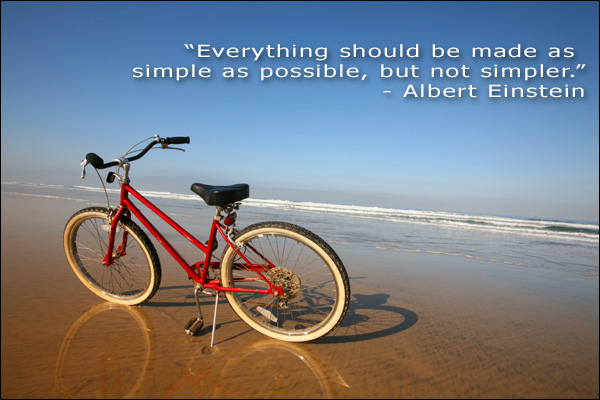 “Everything should be made as
simple as possible, but not simpler.”
- Albert Einstein